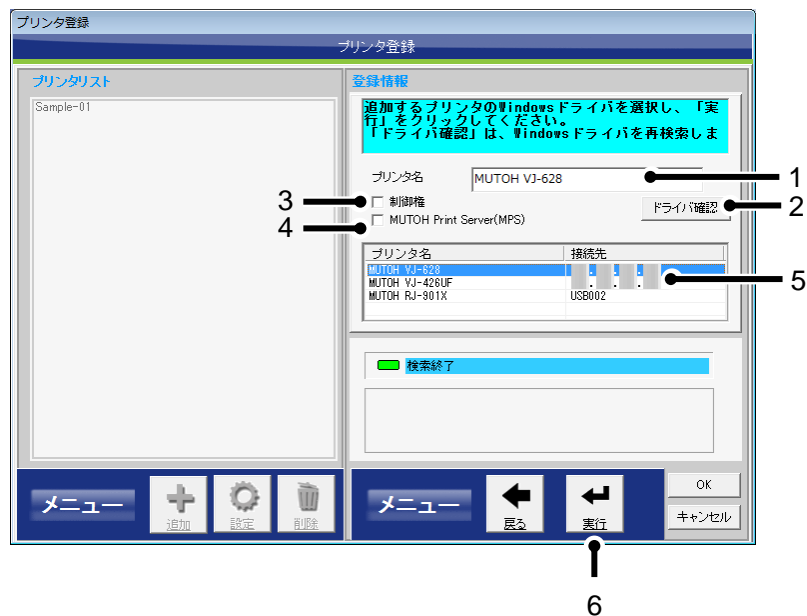 プリンタ登録
プリンタ登録
プリンタリスト
Sample-01
登録情報
追加するプリンタのWindowsドライバを選択し、「実
行」をクリックしてください。
「ドライバ確認」は、Windowsドライバを再検索しま
プリンタ名 MUTOH VJ-628
1
制御権
3
ドライバ確認
2
MUTOH Print Server(MPS)
4
プリンタ名 接続先
MUTOH VJ-628
MUTOH VJ-426UF
MUTOH RJ-901X USB002
5
検索終了
メニュー
追加
設定
削除
メニュー
戻る
実行
OK
キャンセル
6